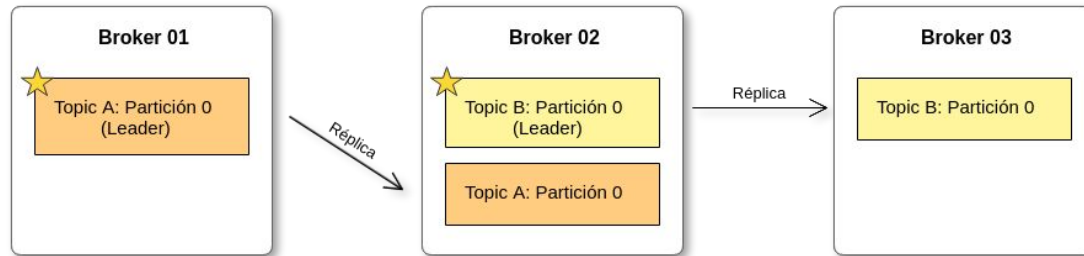 Broker 01
Topic A: Partición 0
(Leader)
Réplica
Broker 02
Topic B: Partición 0
(Leader)
Topic A: Partición 0
Réplica
Broker 03
Topic B: Partición 0